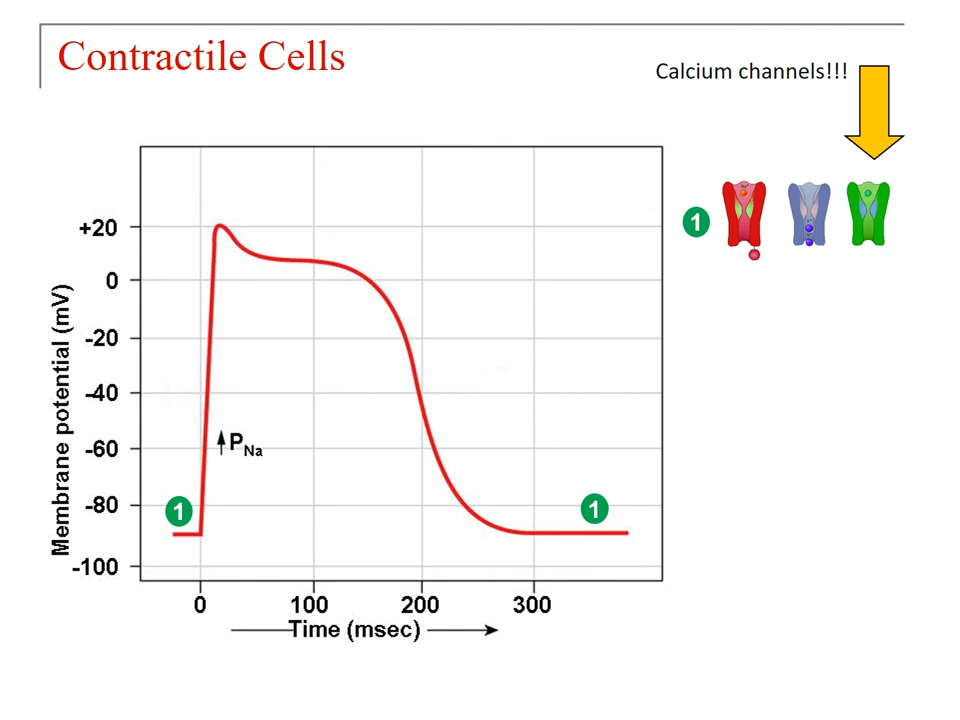 Contractile Cells
Calcium channels!!!
1
+20
0
-20
-40
-60
-80
-100
Membrane potential (mV)
PNa
1
1
0 100 200 300
Time (msec)